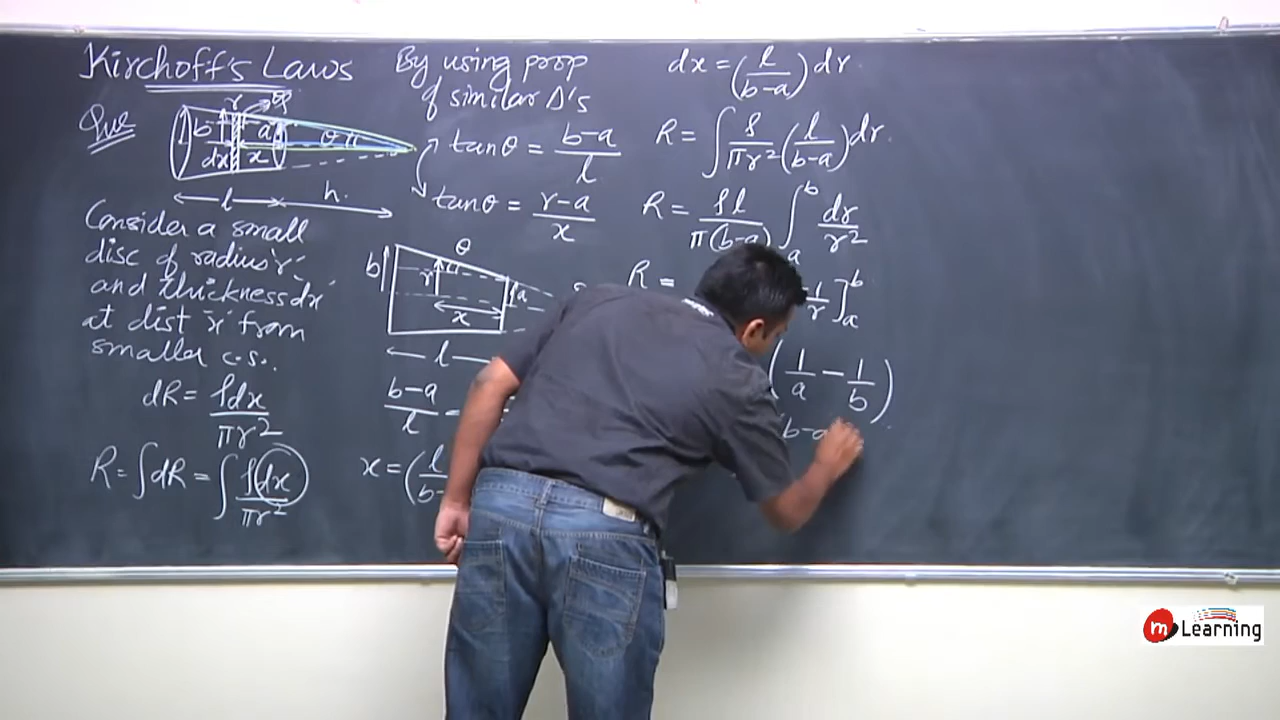 Kirchoff's Laws
Que
r
b
a
dx
x
θ
l
h
Consider a small
disc of radius 'r'
and thickness 'dx'
at dist 'x' from
smaller c.s.
dR = ρdx/πr²
R = ∫dR = ∫ρdx/πr²
By using prop
of similar Δ's
tanθ = (b-a)/l
tanθ = (r-a)/x
b
θ
r
a
x
l
(b-a)/l =
x = (l/b-
dx = (l/(b-a)) dr
R = ∫ρ/πr² (l/(b-a)) dr
R = ρl/π(b-a) ∫ₐᵇ dr/r²
R =
1/r]ₐᵇ
(1/a - 1/b)
b-a
m Learning